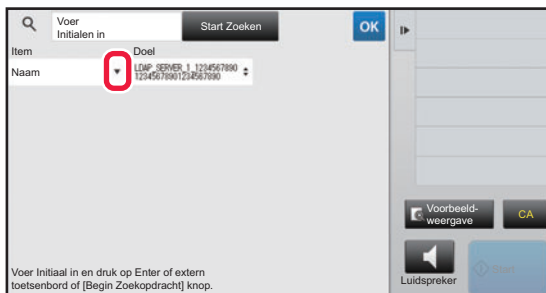 Voer
Initialen in
Start Zoeken
OK
Item
Doel
Naam
LDAP_SERVER_1_1234567890
12345678901234567890
Voorbeeld-
weergave
CA
Luidspreker
Start
Voer Initiaal in en druk op Enter of extern
toetsenbord of [Begin Zoekopdracht] knop.